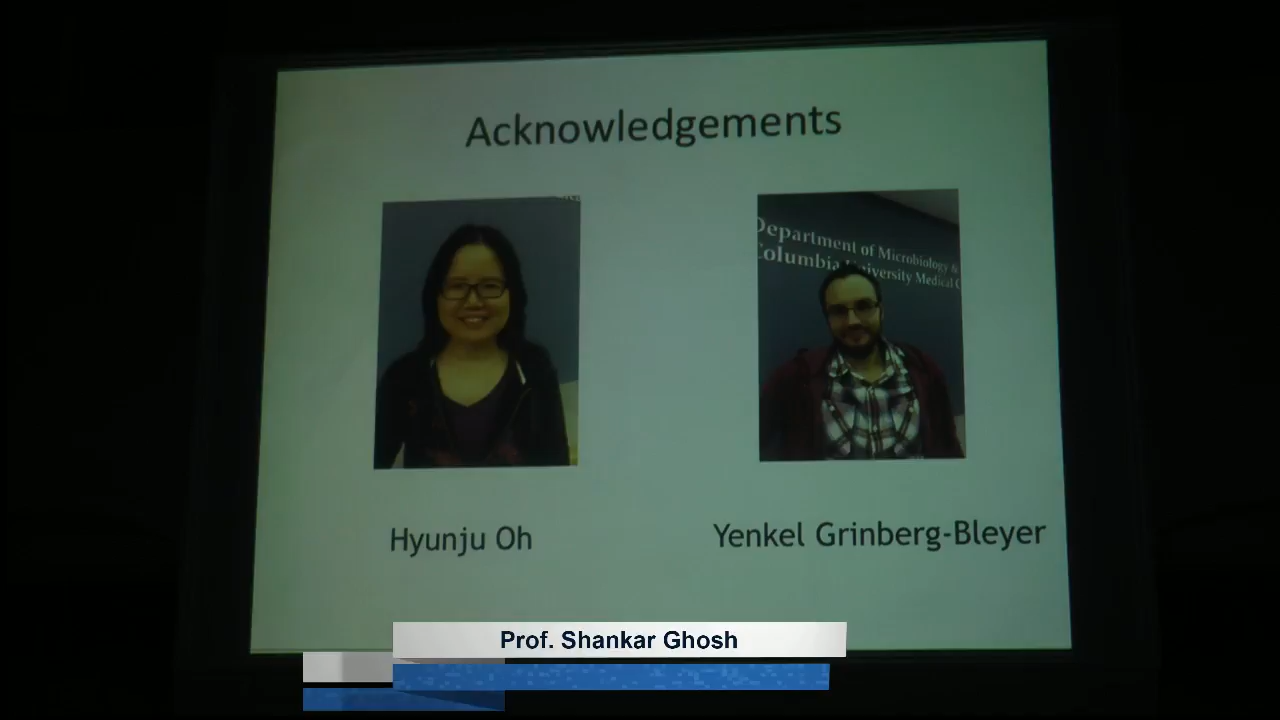 Acknowledgements
Department of Microbiology &
Columbia University Medical
Hyunju Oh
Yenkel Grinberg-Bleyer
Prof. Shankar Ghosh